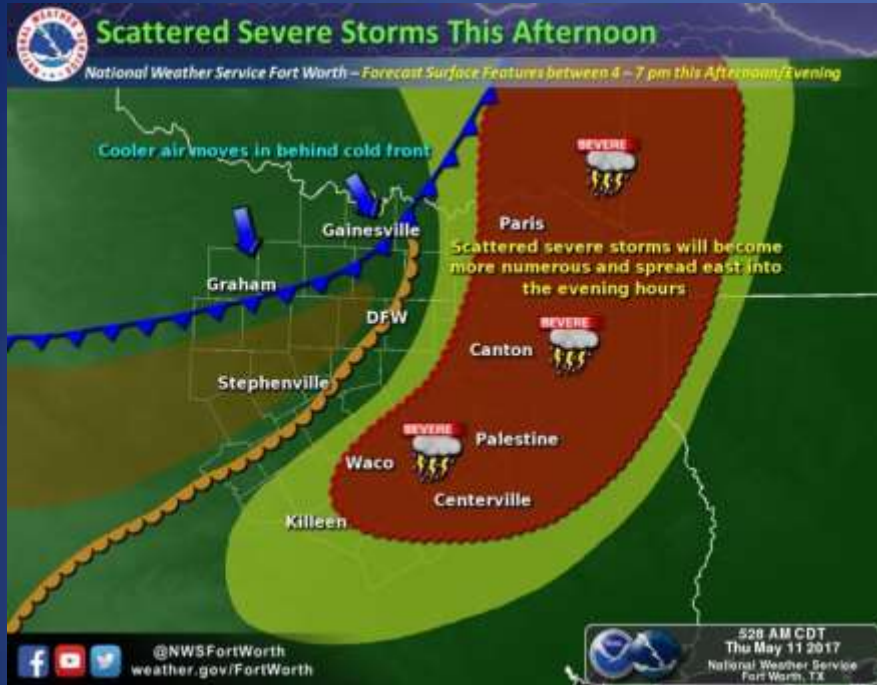 Scattered Severe Storms This Afternoon
National Weather Service Fort Worth – Forecast Surface Features between 4 – 7 pm this Afternoon/Evening
Cooler air moves in behind cold front
SEVERE
Gainesville
Paris
Scattered severe storms will become
more numerous and spread east into
the evening hours
Graham
DFW
SEVERE
Canton
Stephenville
SEVERE
Palestine
Waco
Centerville
Killeen
@NWSFortWorth
weather.gov/FortWorth
528 AM CDT
Thu May 11 2017
National Weather Service
Fort Worth, TX